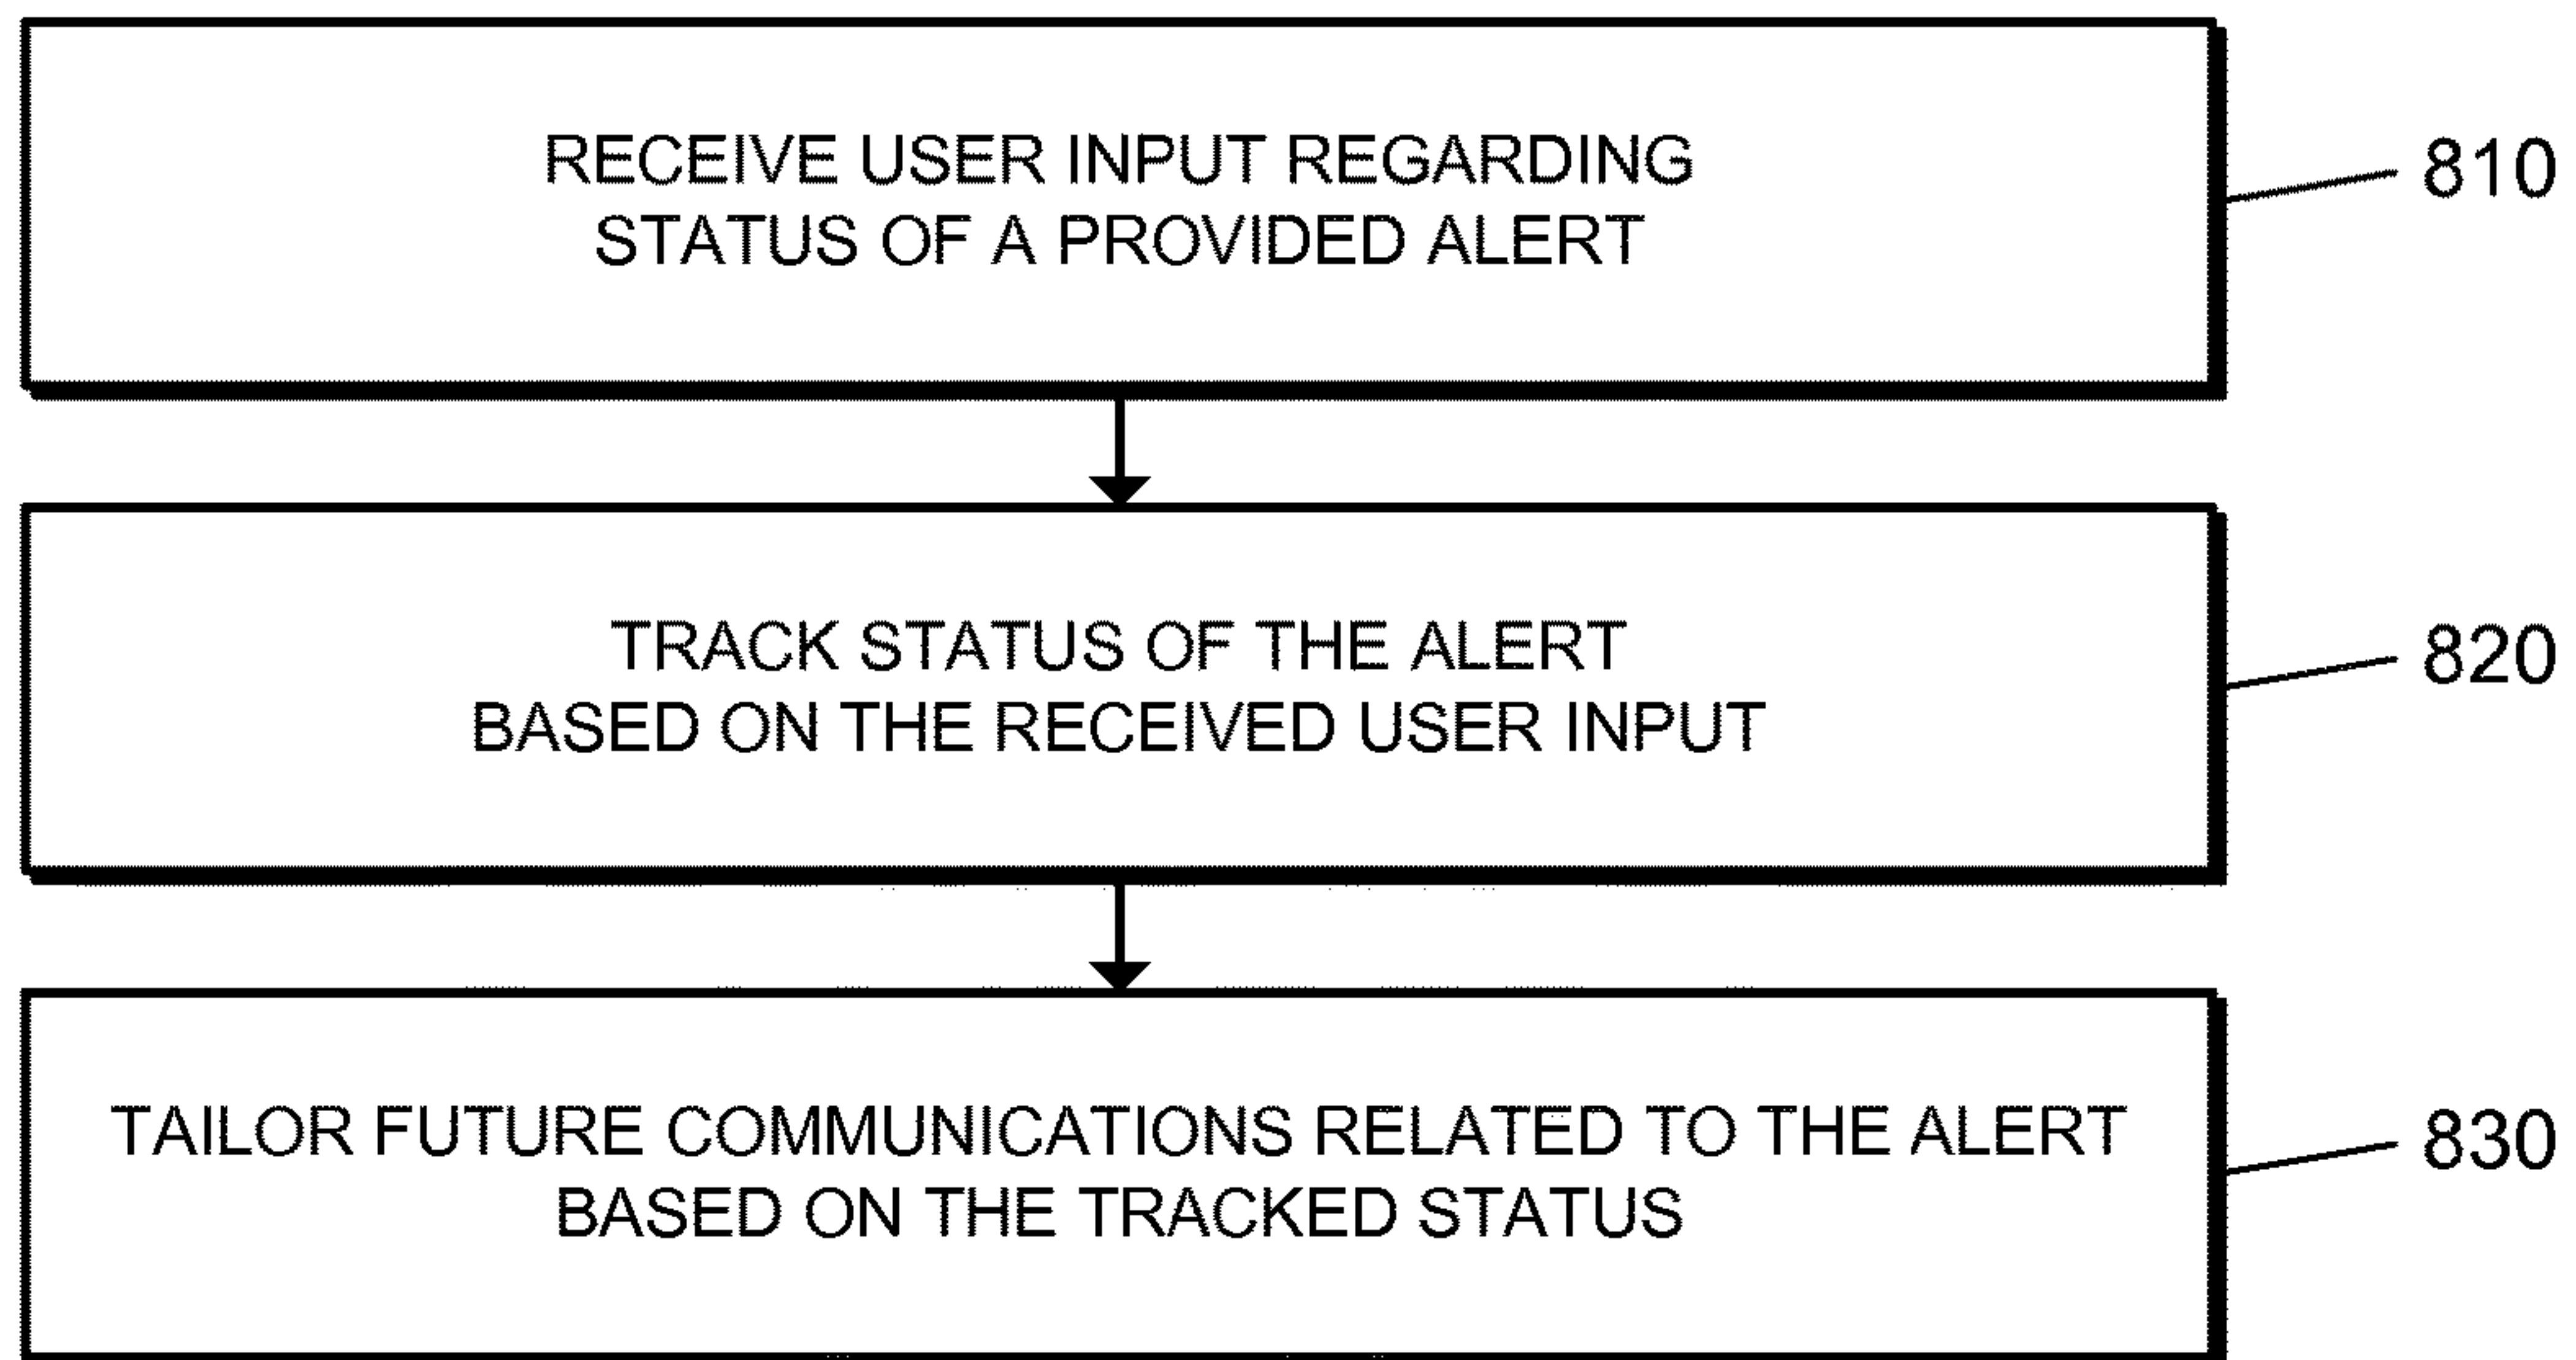 RECEIVE USER INPUT REGARDING
STATUS OF A PROVIDED ALERT
810
TRACK STATUS OF THE ALERT
BASED ON THE RECEIVED USER INPUT
820
TAILOR FUTURE COMMUNICATIONS RELATED TO THE ALERT
BASED ON THE TRACKED STATUS
830